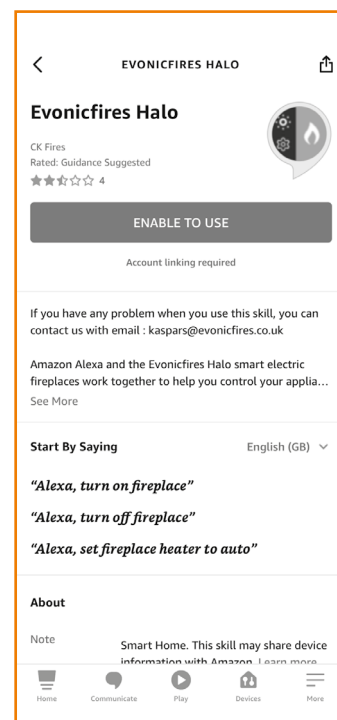 EVONICFIRES HALO
Evonicfires Halo
CK Fires
Rated: Guidance Suggested
4
ENABLE TO USE
Account linking required
If you have any problem when you use this skill, you can
contact us with email : kaspars@evonicfires.co.uk
Amazon Alexa and the Evonicfires Halo smart electric
fireplaces work together to help you control your applia...
See More
Start By Saying
English (GB)
“Alexa, turn on fireplace”
“Alexa, turn off fireplace”
“Alexa, set fireplace heater to auto”
About
Note
Smart Home. This skill may share device
information with Amazon. Learn more
Home
Communicate
Play
Devices
More